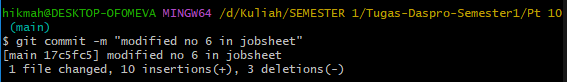 hikmah@DESKTOP-OFOMEVA MINGW64 /d/Kuliah/SEMESTER 1/Tugas-Daspro-Semester1/Pt 10
(main)
$ git commit -m "modified no 6 in jobsheet"
[main 17c5fc5] modified no 6 in jobsheet
1 file changed, 10 insertions(+), 3 deletions(-)